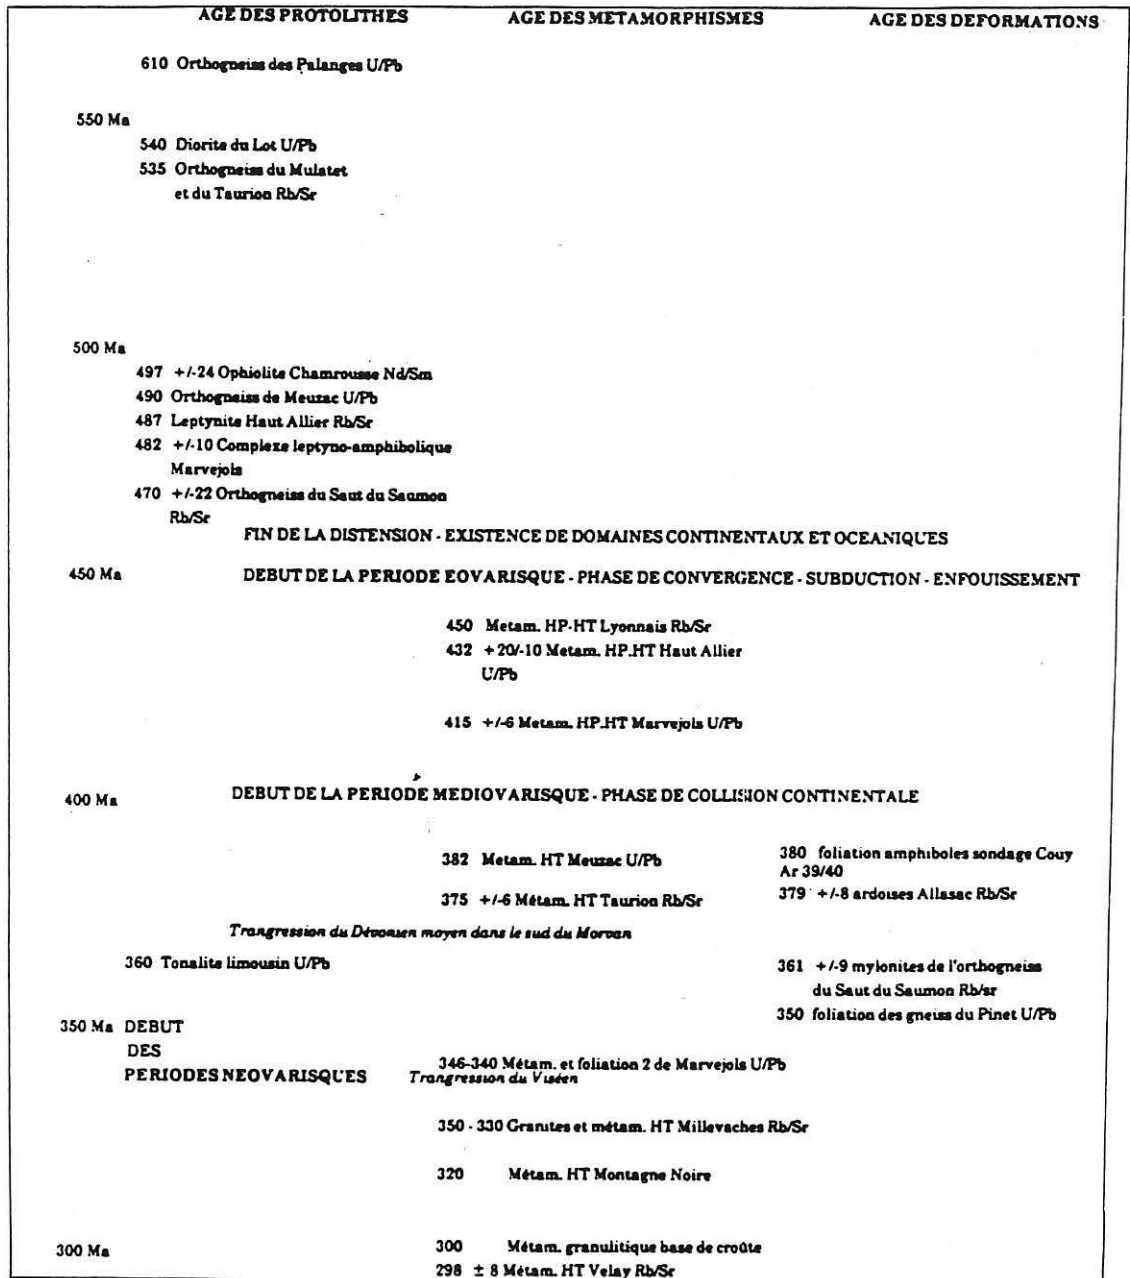 AGE DES PROTOLITHES AGE DES METAMORPHISMES AGE DES DEFORMATIONS
610 Orthogneiss des Palanges U/Pb
550 Ma
540 Diorite du Lot U/Pb
535 Orthogneiss du Mulatet
et du Taurion Rb/Sr
500 Ma
497 +/-24 Ophiolite Chamrousse Nd/Sm
490 Orthogneiss de Meuzac U/Pb
487 Leptynite Haut Allier Rb/Sr
482 +/-10 Complexe leptyno-amphibolique
Marvejols
470 +/-22 Orthogneiss du Saut du Saumon
Rb/Sr
FIN DE LA DISTENSION - EXISTENCE DE DOMAINES CONTINENTAUX ET OCEANIQUES
450 Ma DEBUT DE LA PERIODE EOVARISQUE - PHASE DE CONVERGENCE - SUBDUCTION - ENFOUISSEMENT
450 Metam. HP-HT Lyonnais Rb/Sr
432 +20/-10 Metam. HP.HT Haut Allier
U/Pb
415 +/-6 Metam. HP.HT Marvejols U/Pb
400 Ma DEBUT DE LA PERIODE MEDIOVARISQUE - PHASE DE COLLISION CONTINENTALE
382 Metam. HT Meuzac U/Pb 380 foliation amphiboles sondage Couy
Ar 39/40
375 +/-6 Métam. HT Taurion Rb/Sr 379 +/-8 ardoises Allasac Rb/Sr
Trangression du Dévonien moyen dans le sud du Morvan
360 Tonalite limousin U/Pb 361 +/-9 mylonites de l'orthogneiss
du Saut du Saumon Rb/sr
350 foliation des gneiss du Pinet U/Pb
350 Ma DEBUT
DES
PERIODES NEOVARISQUES
346-340 Métam. et foliation 2 de Marvejols U/Pb
Trangression du Viséen
350 - 330 Granites et métam. HT Millevaches Rb/Sr
320 Métam. HT Montagne Noire
300 Ma 300 Métam. granulitique base de croûte
298 ± 8 Métam. HT Velay Rb/Sr